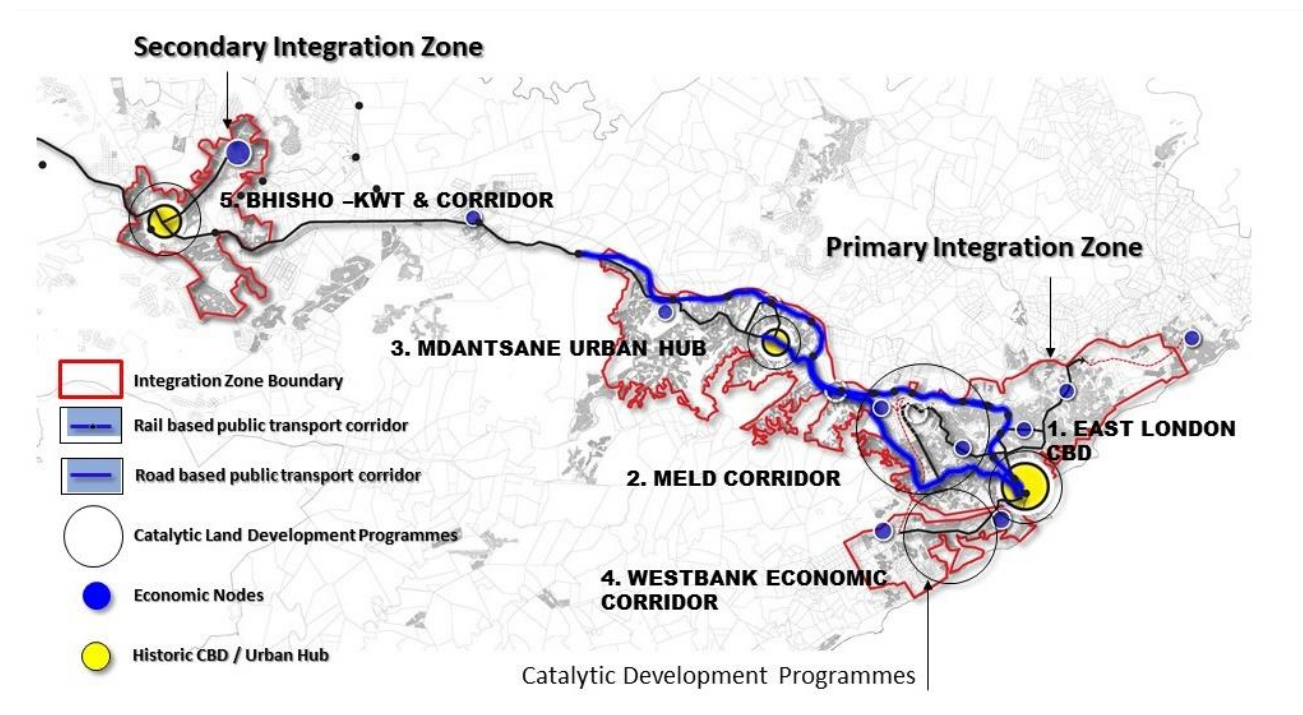 Secondary Integration Zone
5. BHISHO –KWT & CORRIDOR
Primary Integration Zone
3. MDANTSANE URBAN HUB
1. EAST LONDON
CBD
2. MELD CORRIDOR
4. WESTBANK ECONOMIC
CORRIDOR
Catalytic Development Programmes
Integration Zone Boundary
Rail based public transport corridor
Road based public transport corridor
Catalytic Land Development Programmes
Economic Nodes
Historic CBD / Urban Hub